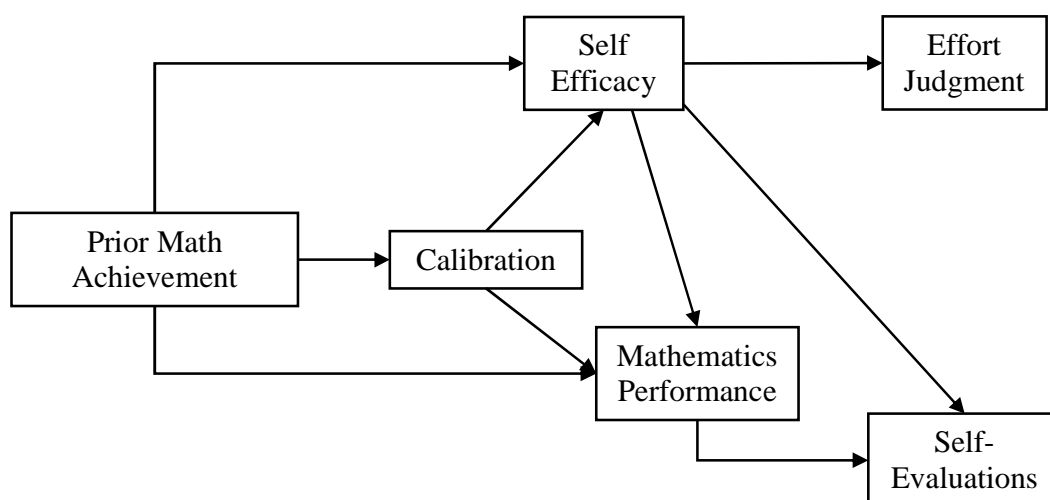 Self
Efficacy
Effort
Judgment
Prior Math
Achievement
Calibration
Mathematics
Performance
Self-
Evaluations